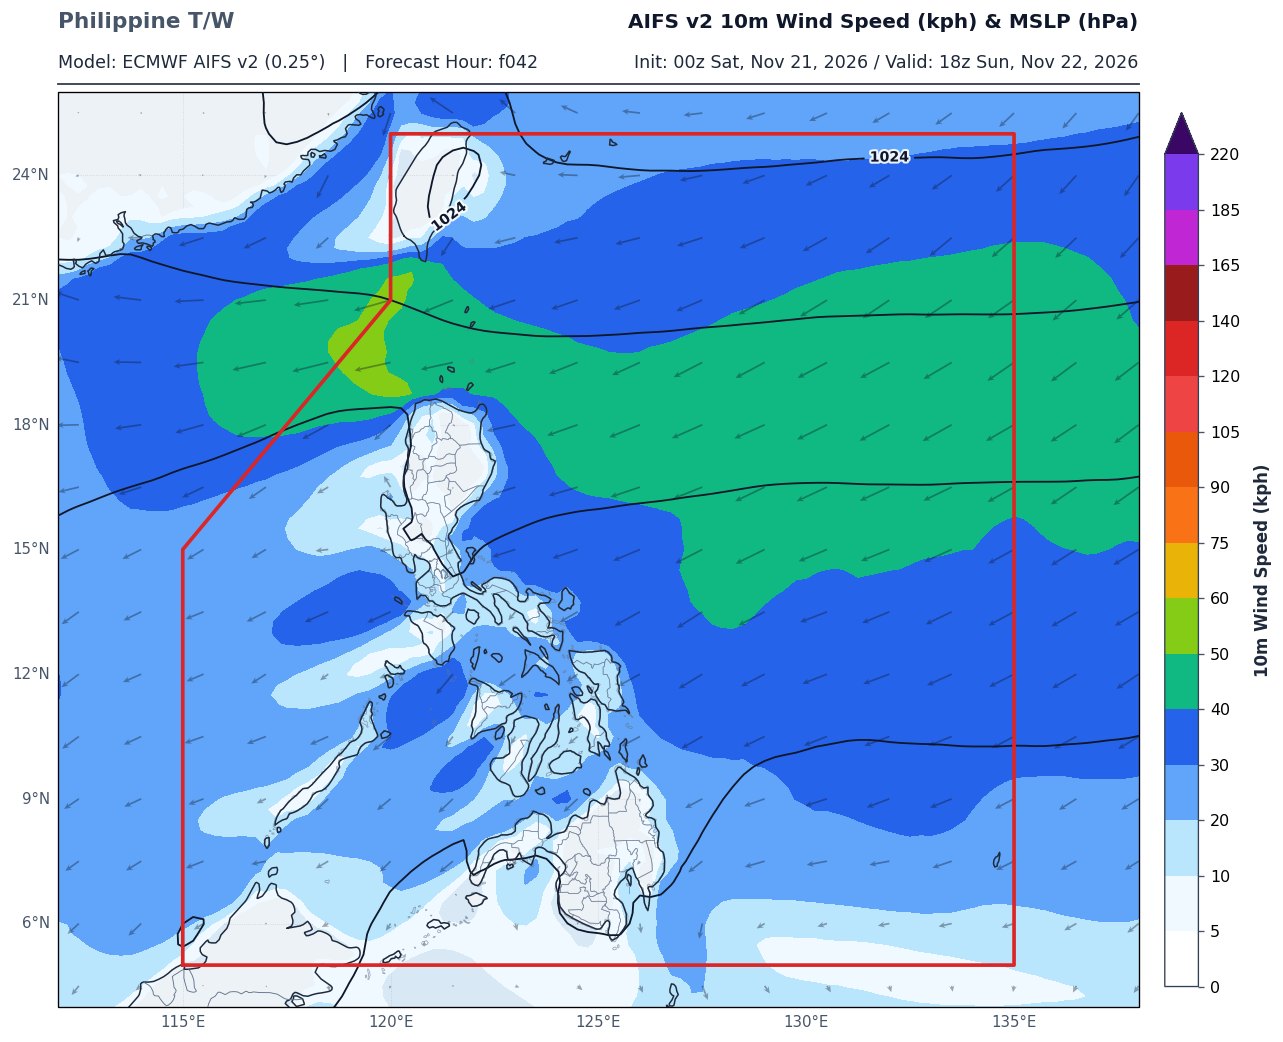 Philippine T/W
AIFS v2 10m Wind Speed (kph) & MSLP (hPa)
Model: ECMWF AIFS v2 (0.25°) | Forecast Hour: f042
Init: 00z Sat, Nov 21, 2026 / Valid: 18z Sun, Nov 22, 2026
24°N
21°N
18°N
15°N
12°N
9°N
6°N
115°E
120°E
125°E
130°E
135°E
1024
1024
220
185
165
140
120
105
90
75
60
50
40
30
20
10
5
0
10m Wind Speed (kph)